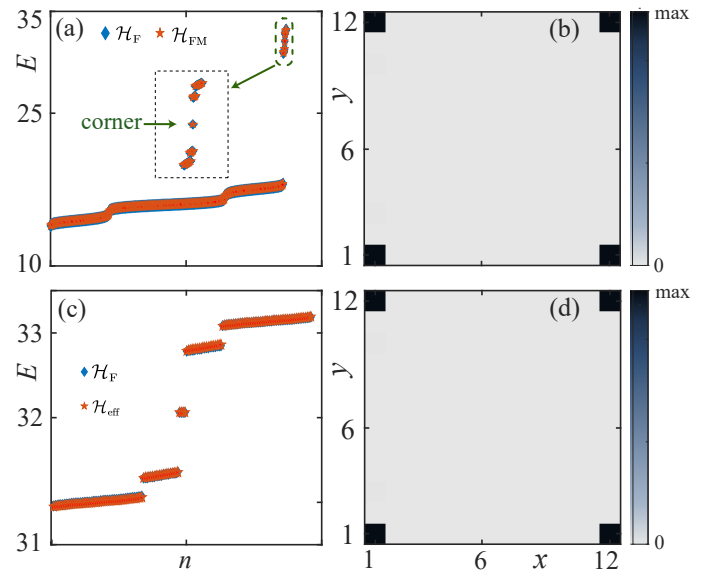 35
(a)
ℋ_F
ℋ_FM
E
25
corner
10
12
(b)
y
6
1
max
0
(c)
33
E
ℋ_F
ℋ_eff
32
31
n
12
(d)
y
6
1
1
6
x
12
max
0